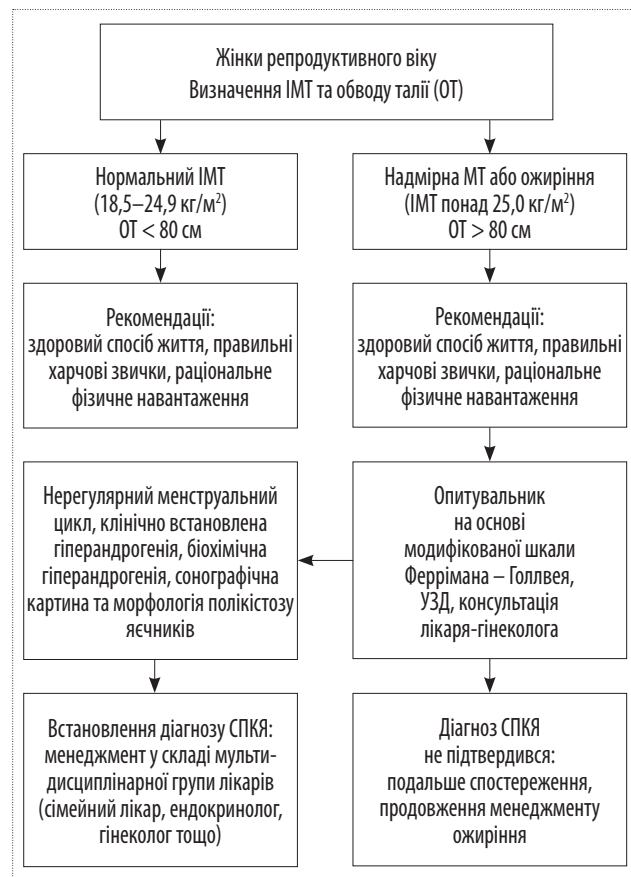 Жінки репродуктивного віку
Визначення ІМТ та обводу талії (ОТ)
Нормальний ІМТ
(18,5–24,9 кг/м²)
ОТ < 80 см
Надмірна МТ або ожиріння
(ІМТ понад 25,0 кг/м²)
ОТ > 80 см
Рекомендації:
здоровий спосіб життя, правильні
харчові звички, раціональне
фізичне навантаження
Рекомендації:
здоровий спосіб життя, правильні
харчові звички, раціональне
фізичне навантаження
Нерегулярний менструальний
цикл, клінічно встановлена
гіперандрогенія, біохімічна
гіперандрогенія, сонографічна
картина та морфологія полікістозу
яєчників
Опитувальник
на основі
модифікованої шкали
Феррімана – Голлвея,
УЗД, консультація
лікаря-гінеколога
Встановлення діагнозу СПКЯ:
менеджмент у складі мульти-
дисциплінарної групи лікарів
(сімейний лікар, ендокринолог,
гінеколог тощо)
Діагноз СПКЯ
не підтвердився:
подальше спостереження,
продовження менеджменту
ожиріння